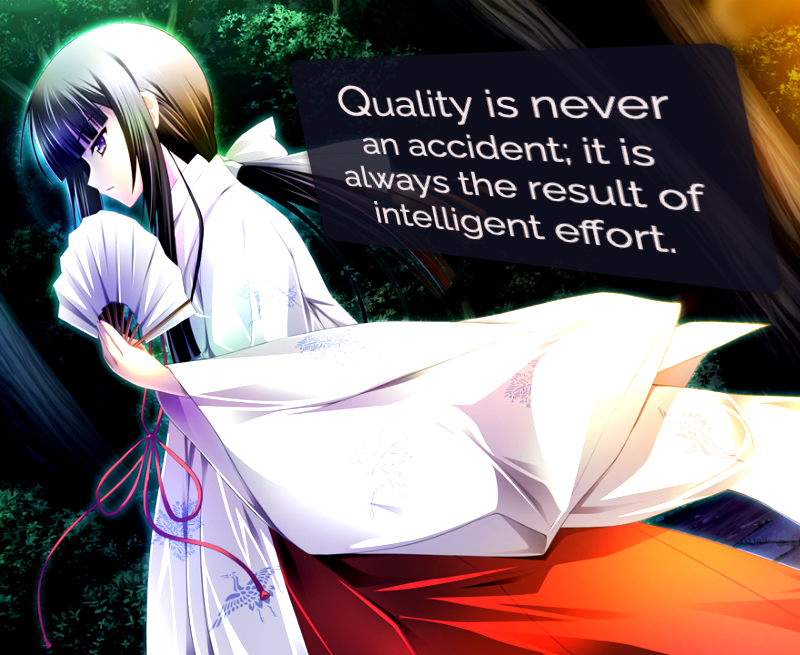 Quality is never
an accident; it is
always the result of
intelligent effort.